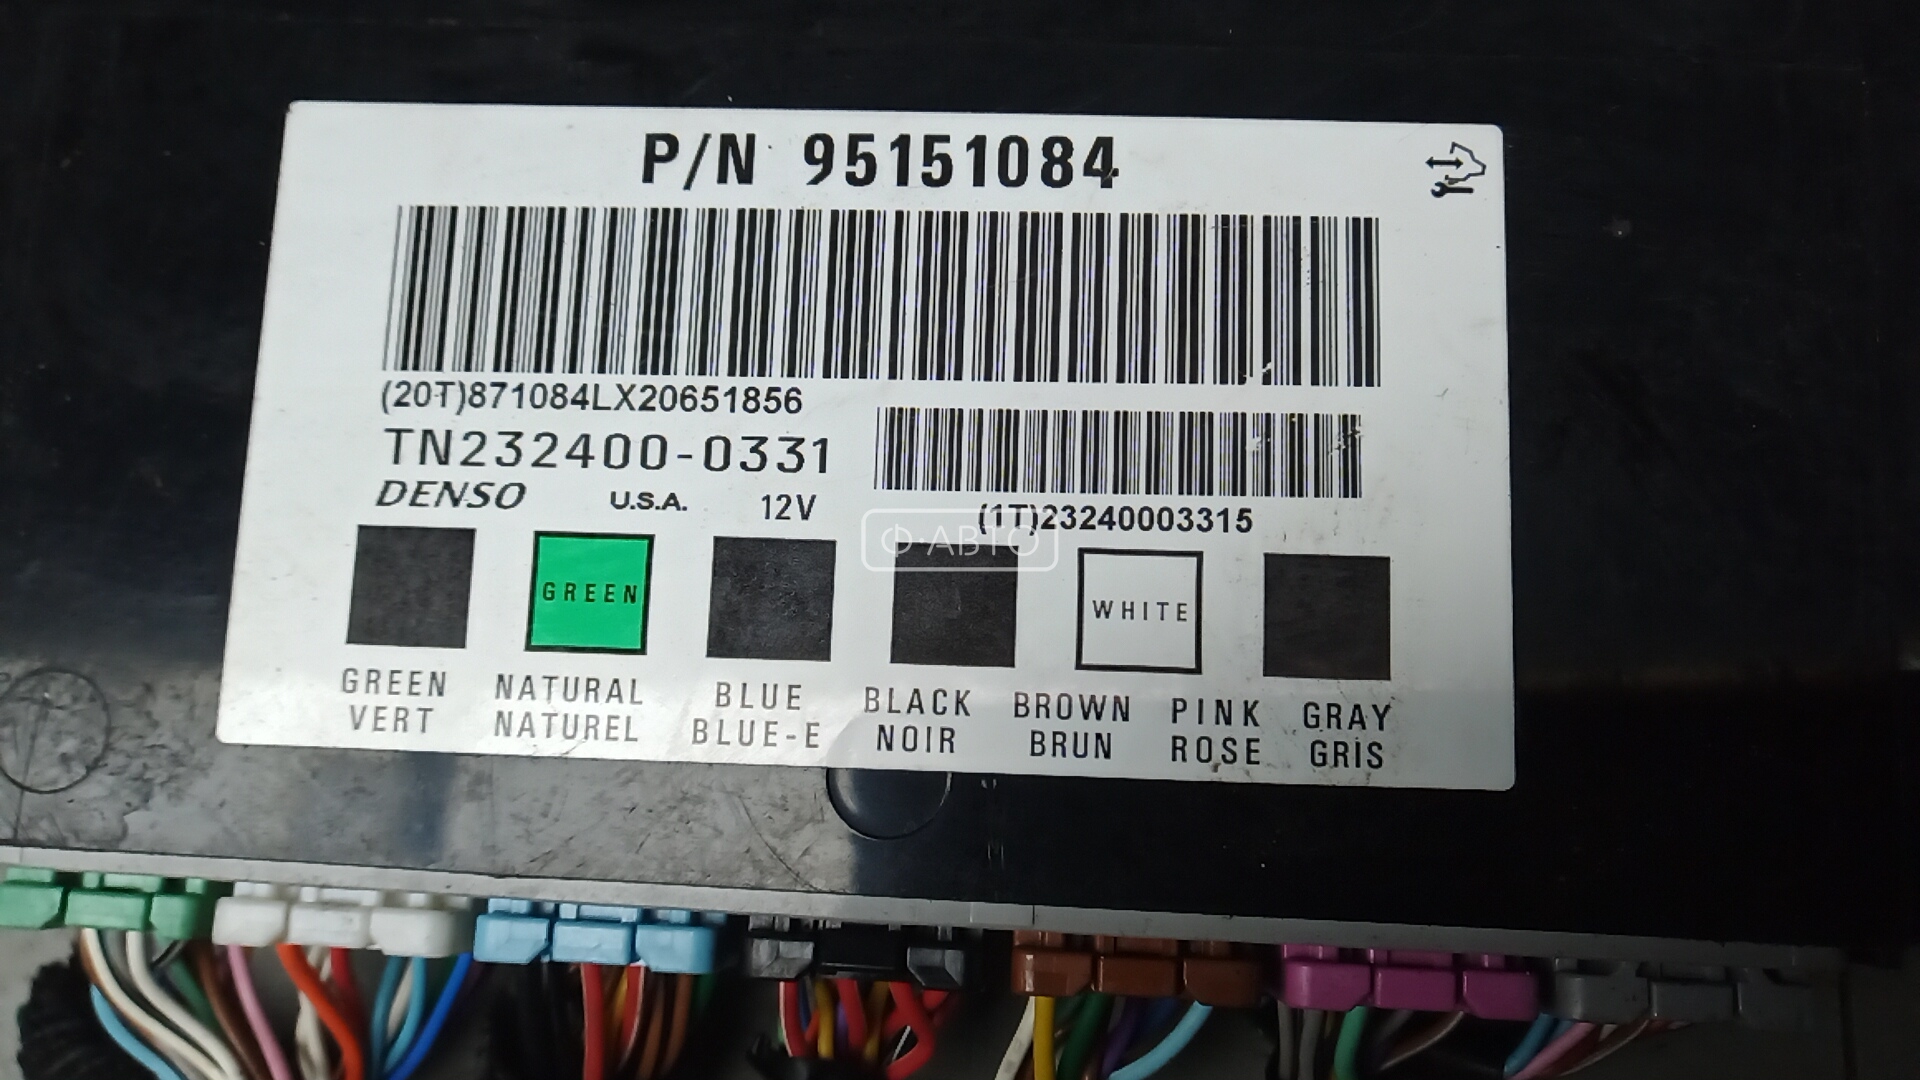 P/N 95151084
(20T)871084LX20651856
TN232400-0331
DENSO U.S.A. 12V
(1T)23240003315
Ф·АВТО
GREEN WHITE
GREEN NATURAL BLUE BLACK BROWN PINK GRAY
VERT NATUREL BLUE-E NOIR BRUN ROSE GRIS